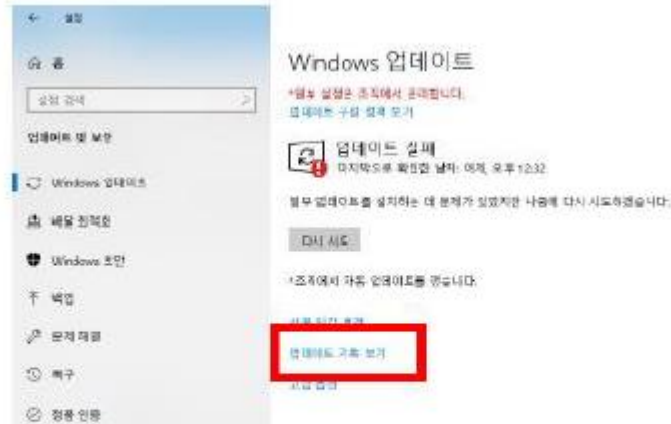 ← 설정
홈
설정 검색
업데이트 및 보안
Windows 업데이트
배달 최적화
Windows 보안
백업
문제 해결
복구
정품 인증
Windows 업데이트
*일부 설정은 조직에서 관리합니다.
업데이트 구성 정책 보기
업데이트 실패
마지막으로 확인한 날짜: 어제, 오후 12:32
일부 업데이트를 설치하는 데 문제가 있었지만 나중에 다시 시도하겠습니다.
다시 시도
*조직에서 자동 업데이트를 껐습니다.
업데이트 기록 보기
고급 옵션